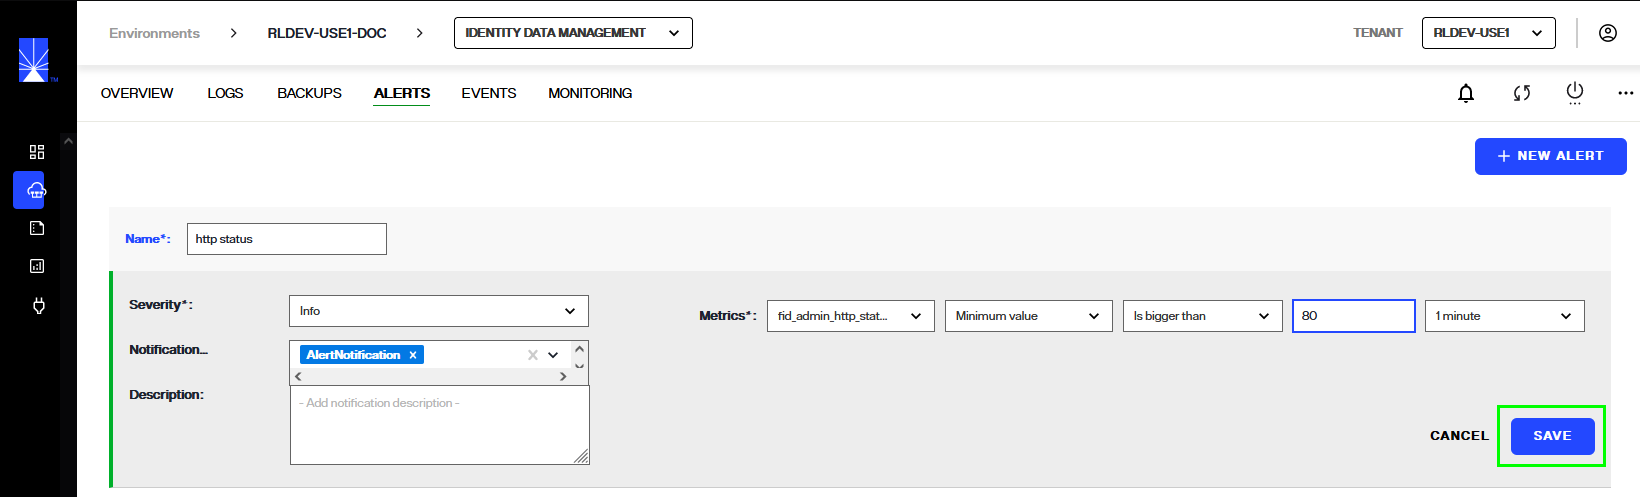 Environments > RLDEV-USE1-DOC > IDENTITY DATA MANAGEMENT TENANT RLDEV-USE1
TM
OVERVIEW LOGS BACKUPS ALERTS EVENTS MONITORING
+ NEW ALERT
Name*: http status
Severity*: Info Metrics*: fid_admin_http_stat... Minimum value Is bigger than 80 1 minute
Notification... AlertNotification ×
Description: - Add notification description -
CANCEL SAVE